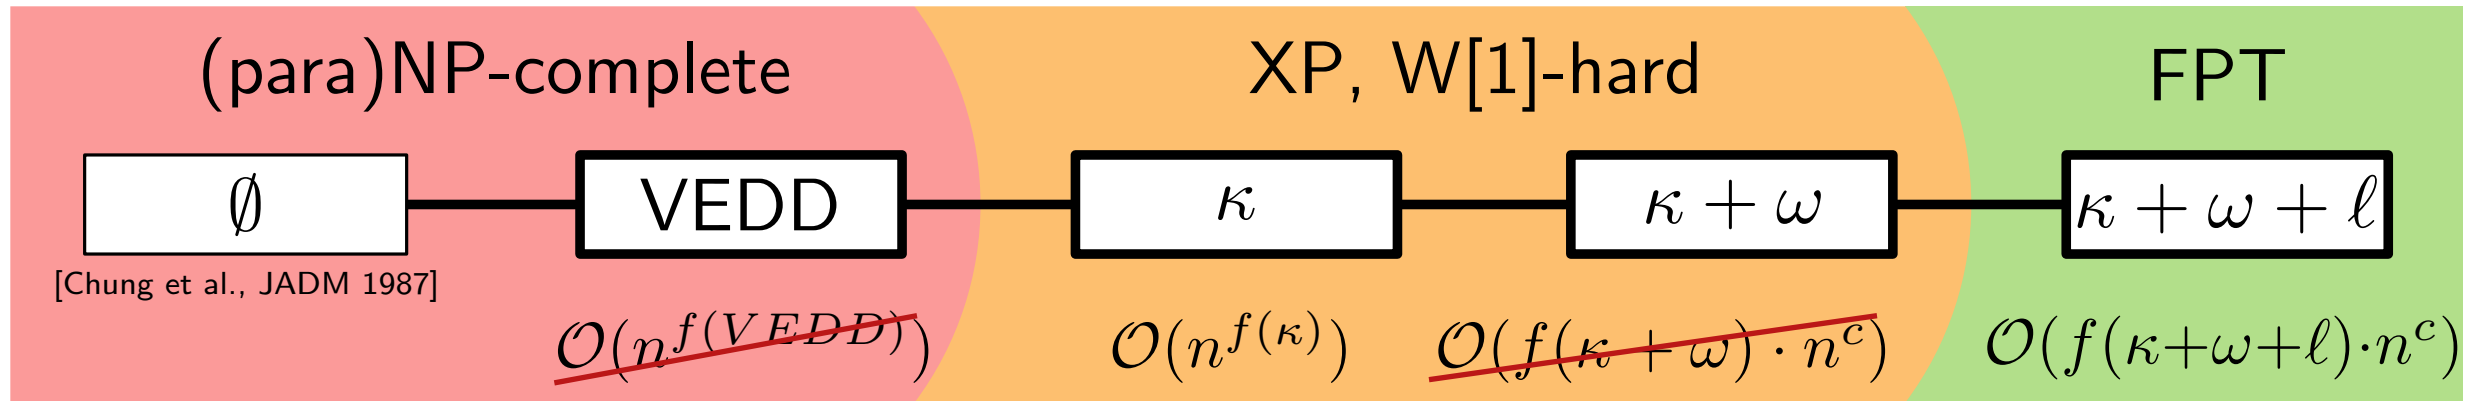 (para)NP-complete XP, W[1]-hard FPT
∅ VEDD κ κ + ω κ + ω + ℓ
[Chung et al., JADM 1987]
𝒪(n^{f(VEDD)}) 𝒪(n^{f(κ)}) 𝒪(f(κ + ω) · n^c) 𝒪(f(κ+ω+ℓ)·n^c)